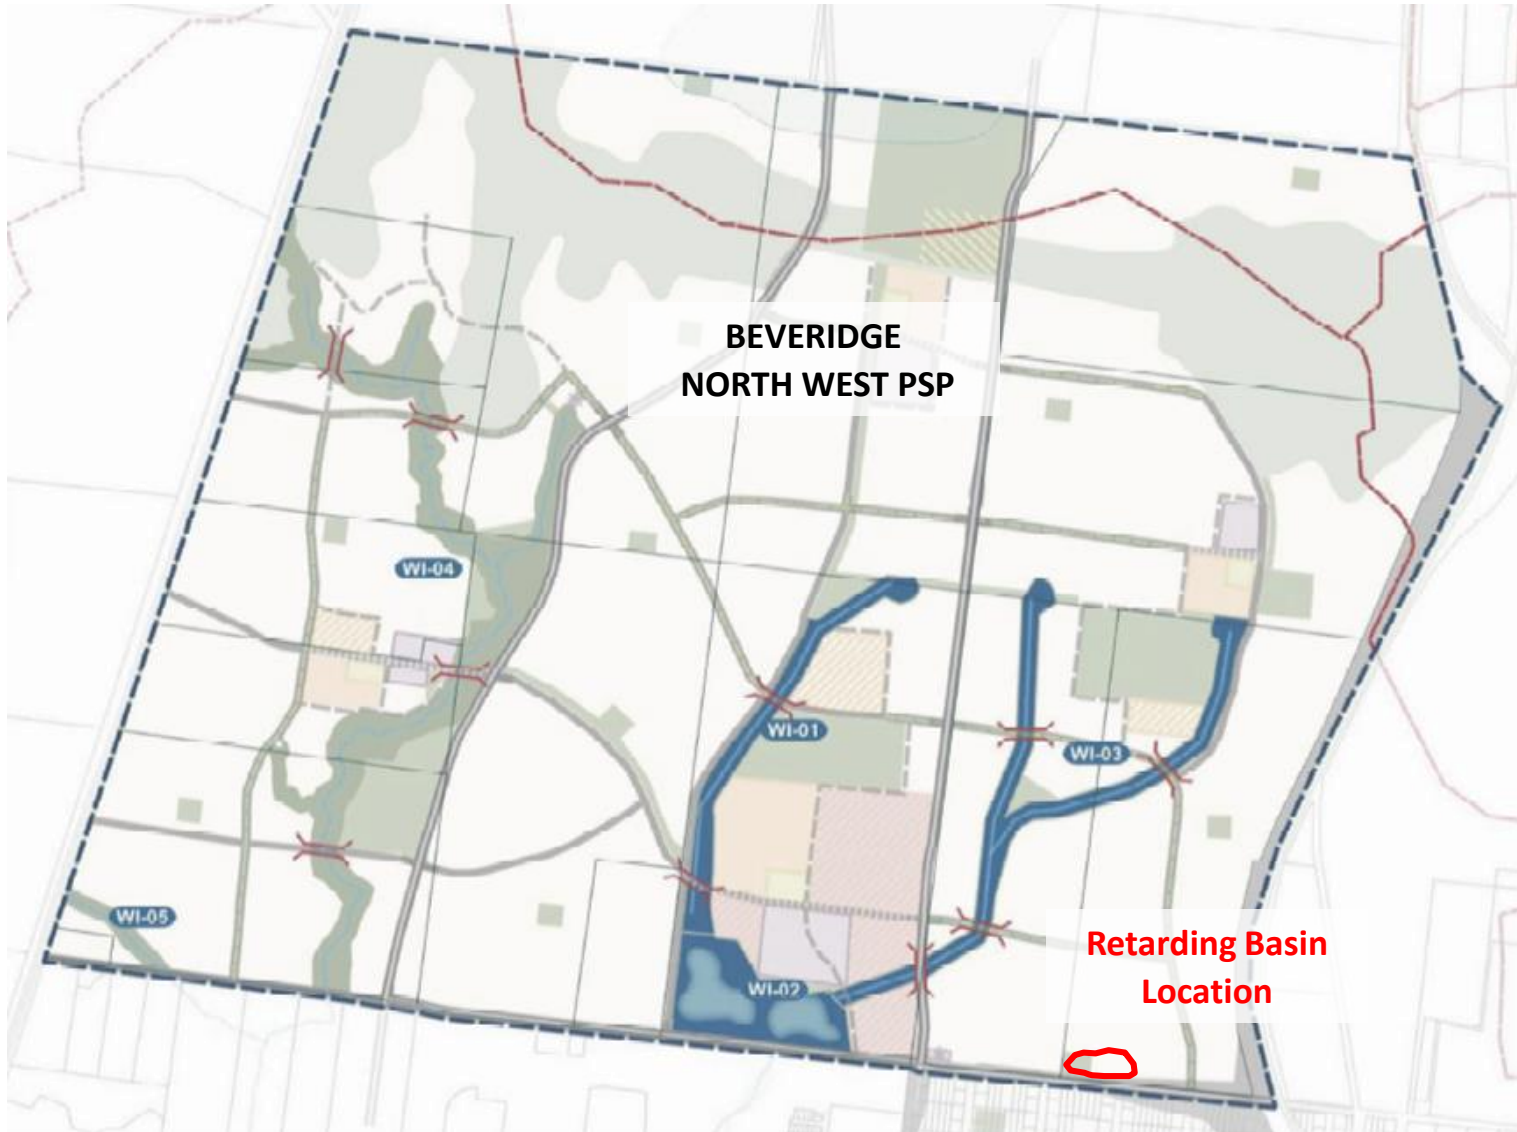 BEVERIDGE
NORTH WEST PSP
WI-04
WI-01
WI-03
WI-05
Retarding Basin
Location
WI-02